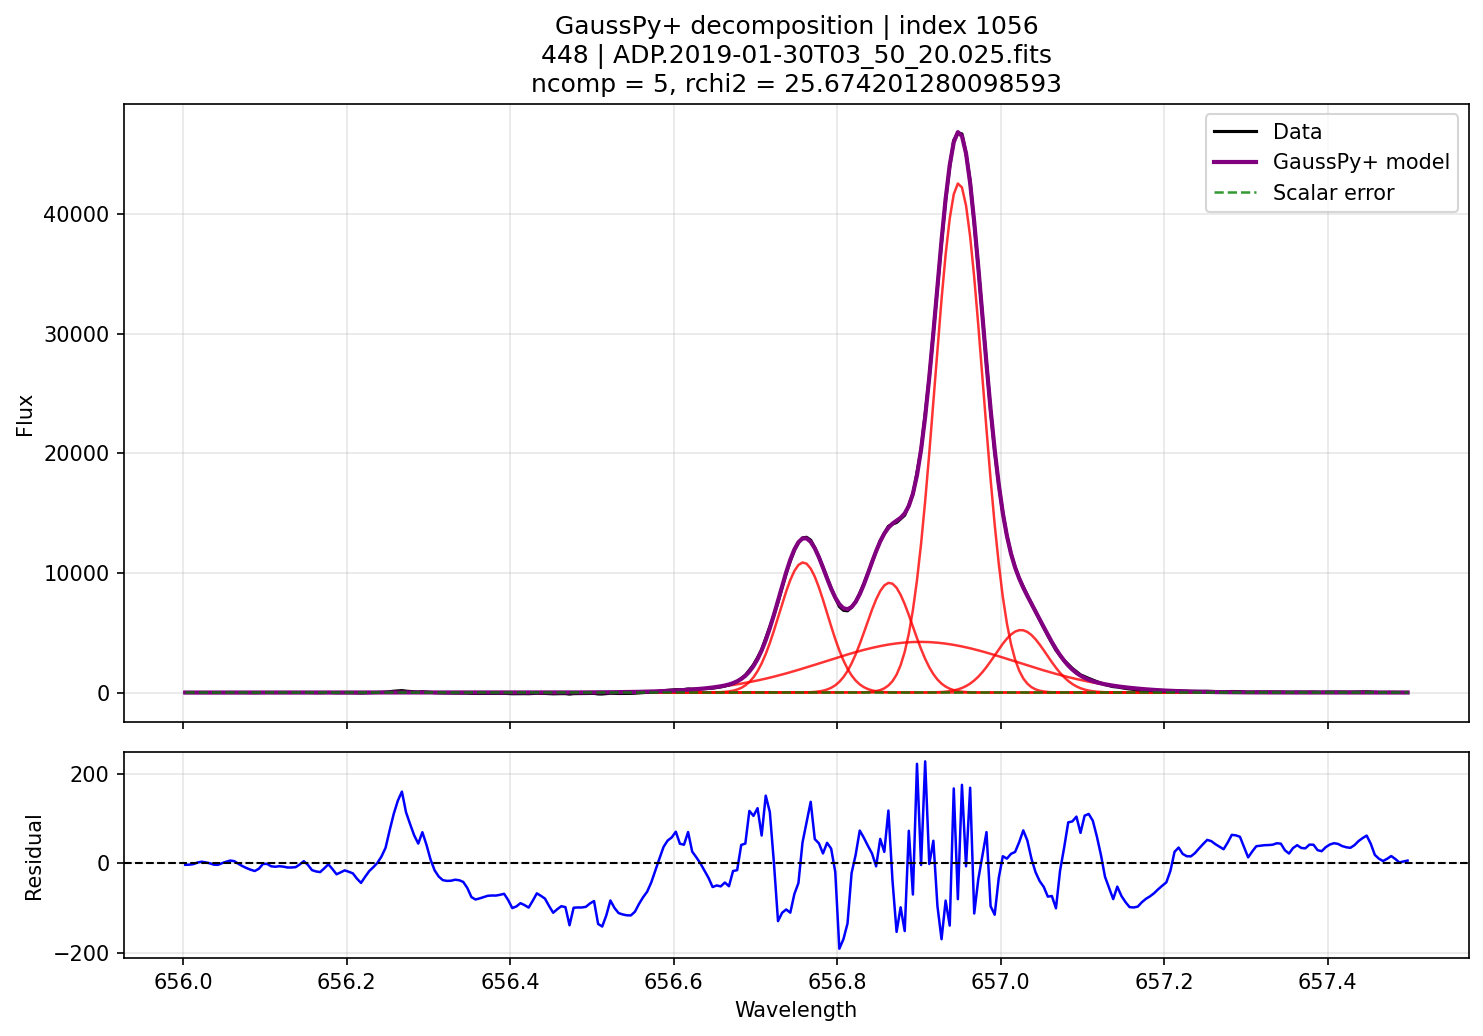 GaussPy+ decomposition | index 1056
448 | ADP.2019-01-30T03_50_20.025.fits
ncomp = 5, rchi2 = 25.674201280098593
Data
GaussPy+ model
Scalar error
Flux
40000
30000
20000
10000
0
Residual
200
0
−200
656.0 656.2 656.4 656.6 656.8 657.0 657.2 657.4
Wavelength